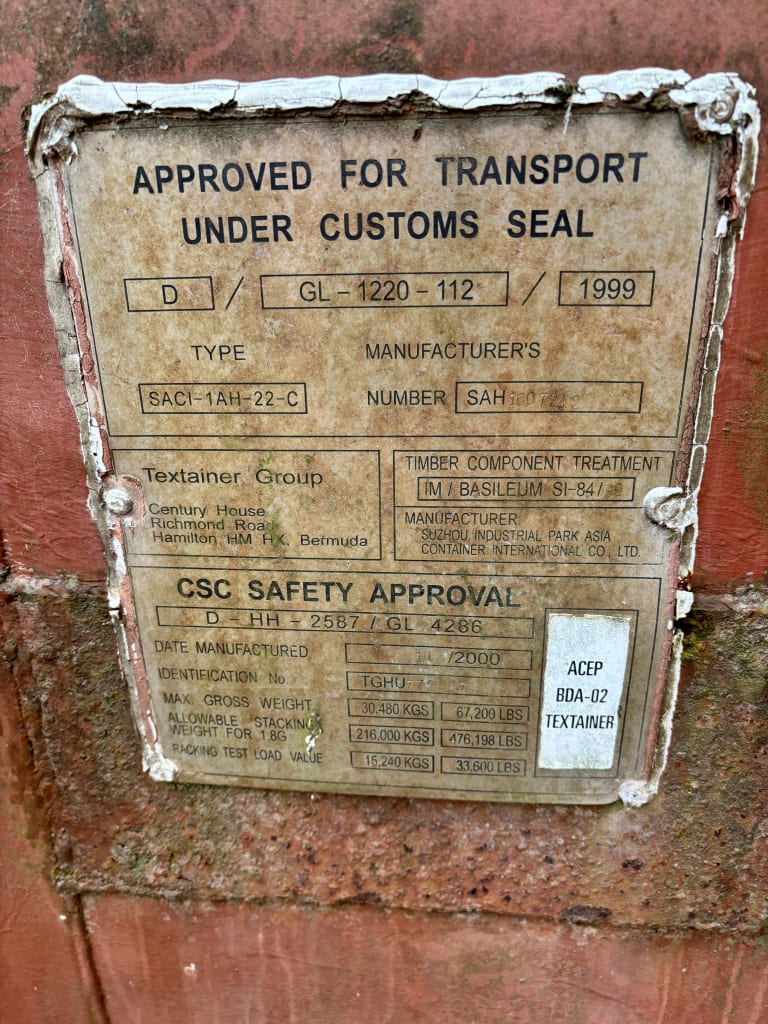 APPROVED FOR TRANSPORT
UNDER CUSTOMS SEAL
D / GL-1220-112 / 1999
TYPE MANUFACTURER'S
SACI-1AH-22-C NUMBER SAH
Textainer Group
Century House
Richmond Road
Hamilton HM HX, Bermuda
TIMBER COMPONENT TREATMENT
IM / BASILEUM SI-84/
MANUFACTURER
SUZHOU INDUSTRIAL PARK ASIA
CONTAINER INTERNATIONAL CO., LTD.
CSC SAFETY APPROVAL
D-HH-2587 / GL 4286
DATE MANUFACTURED /2000
IDENTIFICATION No. TGHU
MAX. GROSS WEIGHT 30,480 KGS 67,200 LBS
ALLOWABLE STACKING
WEIGHT FOR 1.8G 216,000 KGS 476,198 LBS
RACKING TEST LOAD VALUE 15,240 KGS 33,600 LBS
ACEP
BDA-02
TEXTAINER